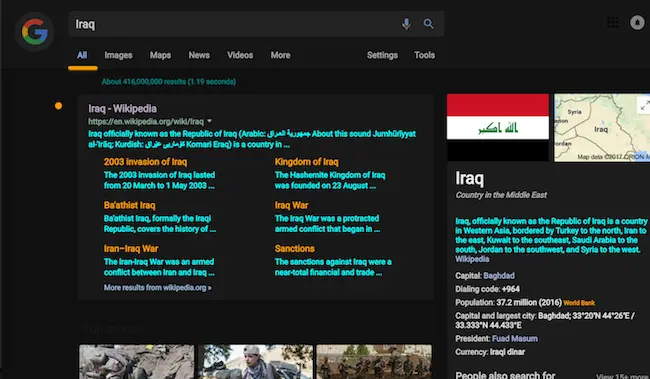 Iraq
All Images Maps News Videos More Settings Tools
About 416,000,000 results (1.19 seconds)
Iraq - Wikipedia
https://en.wikipedia.org/wiki/Iraq
Iraq officially known as the Republic of Iraq (Arabic: جمهورية العراق About this sound Jumhūrīyyat
al-'Irāq; Kurdish: Komari Eraq) is a country in ...
2003 invasion of Iraq
The 2003 invasion of Iraq lasted
from 20 March to 1 May 2003 ...
Kingdom of Iraq
The Hashemite Kingdom of Iraq
was founded on 23 August ...
Ba'athist Iraq
Ba'athist Iraq, formally the Iraqi
Republic, covers the history of ...
Iraq War
The Iraq War was a protracted
armed conflict that began in ...
Iran–Iraq War
The Iran-Iraq War was an armed
conflict between Iran and Iraq ...
Sanctions
The sanctions against Iraq were a
near-total financial and trade ...
More results from wikipedia.org »
Top stories
الله اكبر
Syria
Iraq
Map data ©2017 ORION-M
Iraq
Country in the Middle East
Iraq, officially known as the Republic of Iraq is a country
in Western Asia, bordered by Turkey to the north, Iran to
the east, Kuwait to the southeast, Saudi Arabia to the
south, Jordan to the southwest, and Syria to the west.
Wikipedia
Capital: Baghdad
Dialing code: +964
Population: 37.2 million (2016) World Bank
Capital and largest city: Baghdad; 33°20′N 44°26′E /
33.333°N 44.433°E
President: Fuad Masum
Currency: Iraqi dinar
People also search for View 15+ more